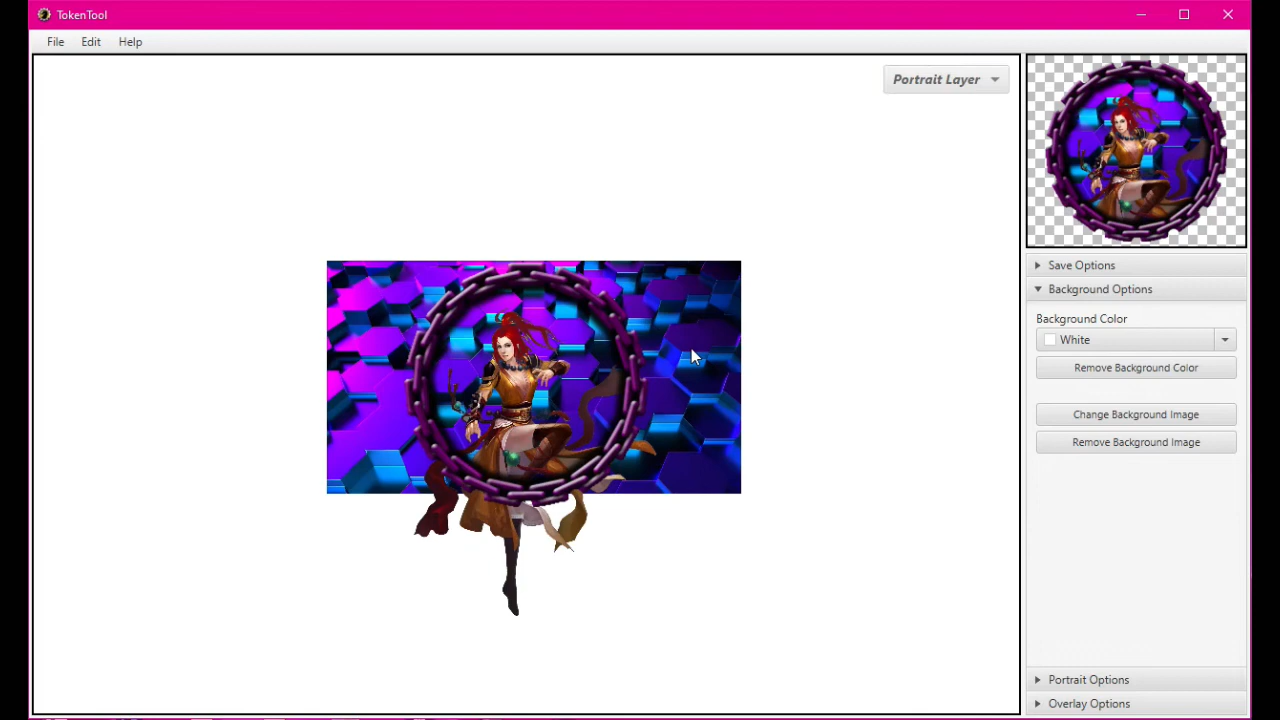 TokenTool
File Edit Help
Portrait Layer
Save Options
Background Options
Background Color
White
Remove Background Color
Change Background Image
Remove Background Image
Portrait Options
Overlay Options